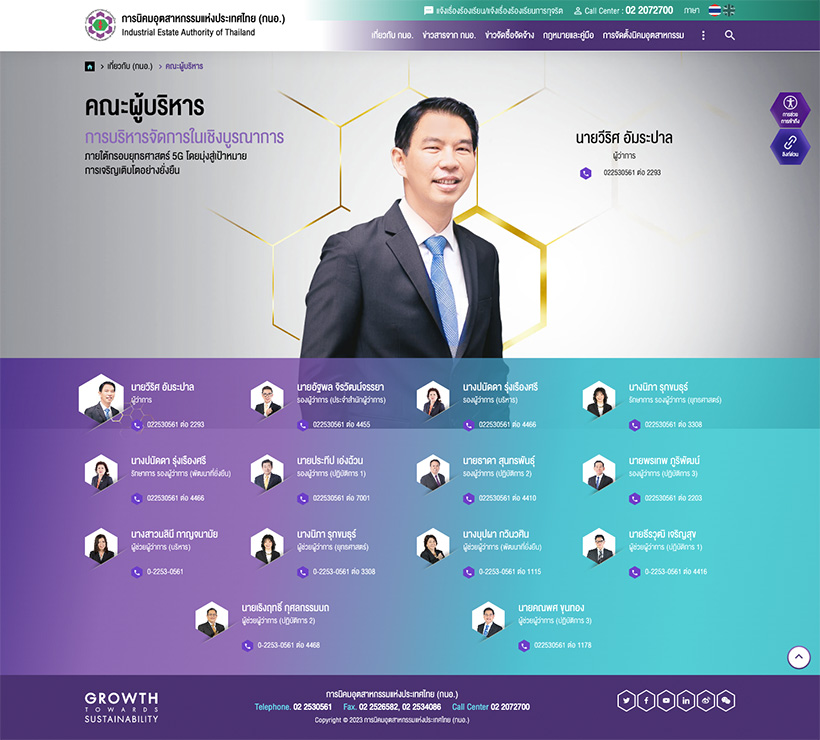 การนิคมอุตสาหกรรมแห่งประเทศไทย (กนอ.)
Industrial Estate Authority of Thailand
แจ้งเรื่องร้องเรียน/แจ้งเรื่องร้องเรียนการทุจริต Call Center : 02 2072700 ภาษา
เกี่ยวกับ กนอ. ข่าวสารจาก กนอ. ข่าวจัดซื้อจัดจ้าง กฎหมายและคู่มือ การจัดตั้งนิคมอุตสาหกรรม
เกี่ยวกับ (กนอ.) คณะผู้บริหาร
คณะผู้บริหาร
การบริหารจัดการในเชิงบูรณาการ
ภายใต้กรอบยุทธศาสตร์ 5G โดยมุ่งสู่เป้าหมาย
การเจริญเติบโตอย่างยั่งยืน
นายวีริศ อัมระปาล
ผู้ว่าการ
022530561 ต่อ 2293
การช่วย
การเข้าถึง
ลิงก์ด่วน
นายวีริศ อัมระปาล
ผู้ว่าการ
022530561 ต่อ 2293
นายอัฐพล จิรวัฒน์จรรยา
รองผู้ว่าการ (ประจำสำนักผู้ว่าการ)
022530561 ต่อ 4455
นางปนัดดา รุ่งเรืองศรี
รองผู้ว่าการ (บริหาร)
022530561 ต่อ 4466
นางนิภา รุกขมธุร์
รักษาการ รองผู้ว่าการ (ยุทธศาสตร์)
022530561 ต่อ 3308
นางปนัดดา รุ่งเรืองศรี
รักษาการ รองผู้ว่าการ (พัฒนาที่ยั่งยืน)
022530561 ต่อ 4466
นายประทีป เอ่งฉ้วน
รองผู้ว่าการ (ปฏิบัติการ 1)
022530561 ต่อ 7001
นายธาดา สุนทรพันธุ์
รองผู้ว่าการ (ปฏิบัติการ 2)
022530561 ต่อ 4410
นายพรเทพ ภูริพัฒน์
รองผู้ว่าการ (ปฏิบัติการ 3)
022530561 ต่อ 2203
นางสาวนลินี กาญจนามัย
ผู้ช่วยผู้ว่าการ (บริหาร)
0-2253-0561
นางนิภา รุกขมธุร์
ผู้ช่วยผู้ว่าการ (ยุทธศาสตร์)
0-2253-0561 ต่อ 3308
นางบุปผา กวินวศิน
ผู้ช่วยผู้ว่าการ (พัฒนาที่ยั่งยืน)
0-2253-0561 ต่อ 1115
นายธีรวุฒิ เจริญสุข
ผู้ช่วยผู้ว่าการ (ปฏิบัติการ 1)
0-2253-0561 ต่อ 4416
นายเริงฤทธิ์ กุศลกรรมบถ
ผู้ช่วยผู้ว่าการ (ปฏิบัติการ 2)
0-2253-0561 ต่อ 4468
นายคณพศ ขุนทอง
ผู้ช่วยผู้ว่าการ (ปฏิบัติการ 3)
022530561 ต่อ 1178
GROWTH
TOWARDS
SUSTAINABILITY
การนิคมอุตสาหกรรมแห่งประเทศไทย (กนอ.)
Telephone. 02 2530561 Fax. 02 2526582, 02 2534086 Call Center 02 2072700
Copyright © 2023 การนิคมอุตสาหกรรมแห่งประเทศไทย (กนอ.)